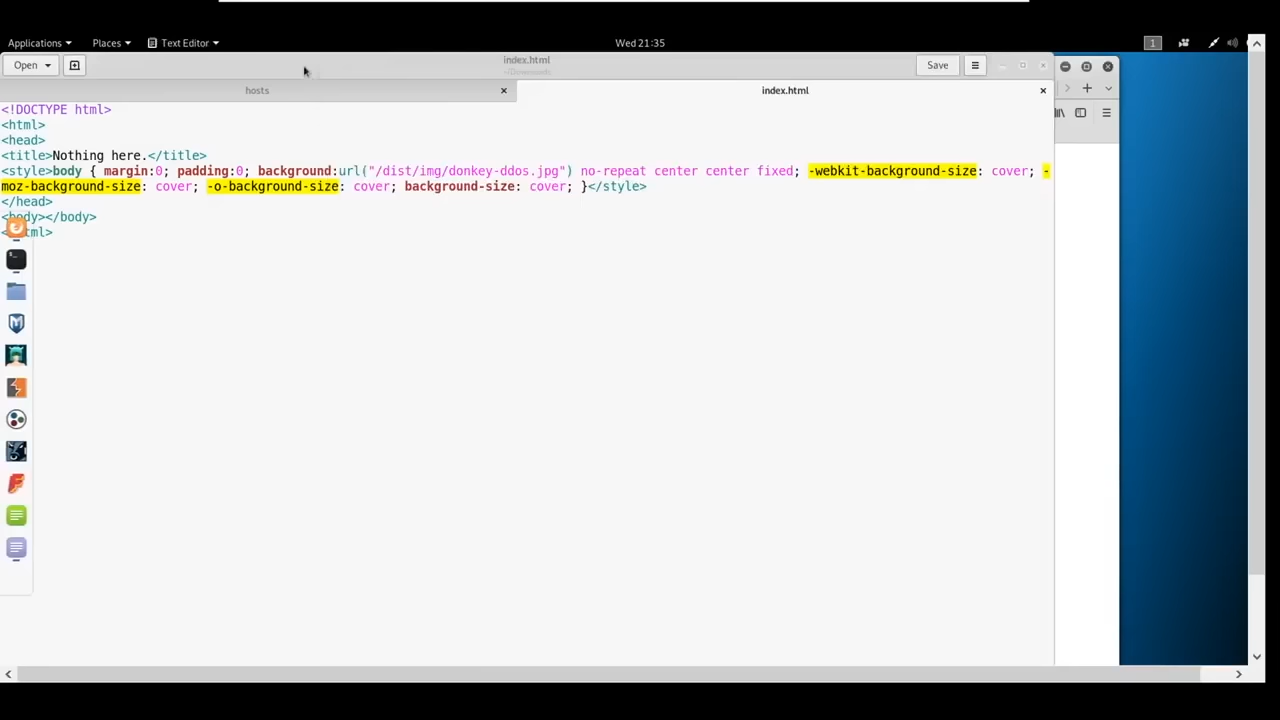 Applications
Places
Text Editor
Wed 21:35
1
Open
index.html
~/Downloads
Save
hosts
index.html
<!DOCTYPE html>
<html>
<head>
<title>Nothing here.</title>
<style>body { margin:0; padding:0; background:url("/dist/img/donkey-ddos.jpg") no-repeat center center fixed; -webkit-background-size: cover; -
moz-background-size: cover; -o-background-size: cover; background-size: cover; }</style>
</head>
<body></body>
tml>